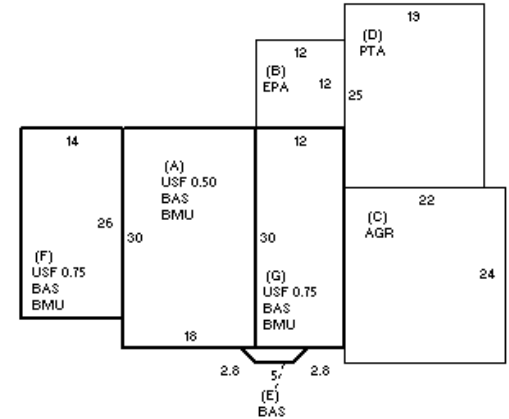 19
(D)
PTA
12
(B)
EPA
12
25
14
12
(A)
USF 0.50
BAS
BMU
22
(C)
AGR
26
30
30
24
(F)
USF 0.75
BAS
BMU
(G)
USF 0.75
BAS
BMU
18
2.8
5
2.8
(E)
BAS